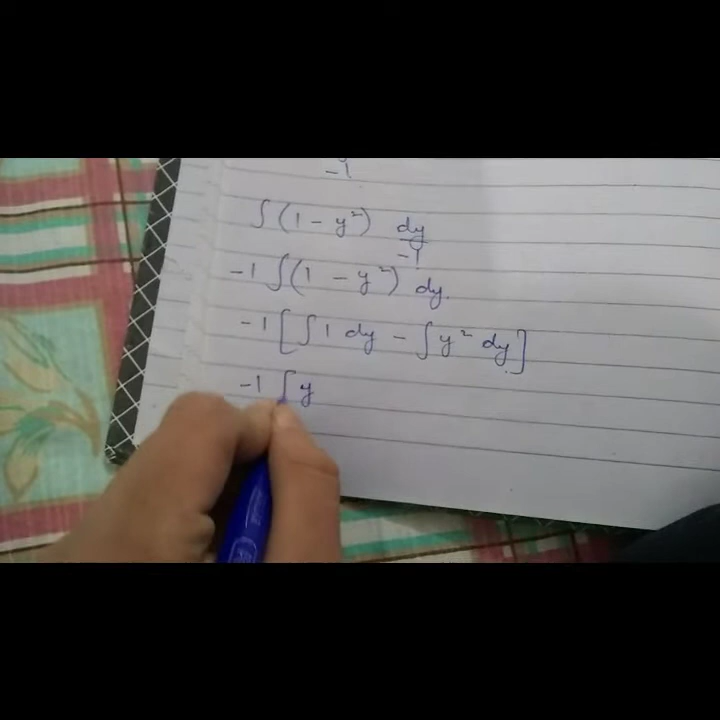 -1
∫(1 - y²) dy/-1
-1 ∫(1 - y²) dy.
-1 [∫ 1 dy - ∫ y² dy]
-1 [ y